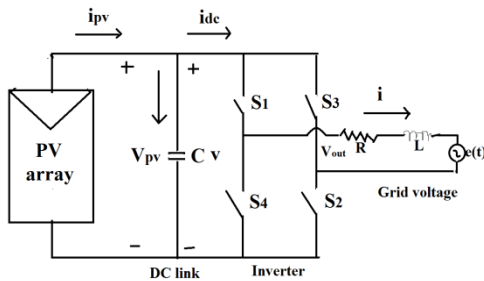 ipv
idc
i
+
+
S1
S3
PV
array
Vpv
C
v
Vout
R
L
e(t)
Grid voltage
S4
S2
−
−
DC link
Inverter